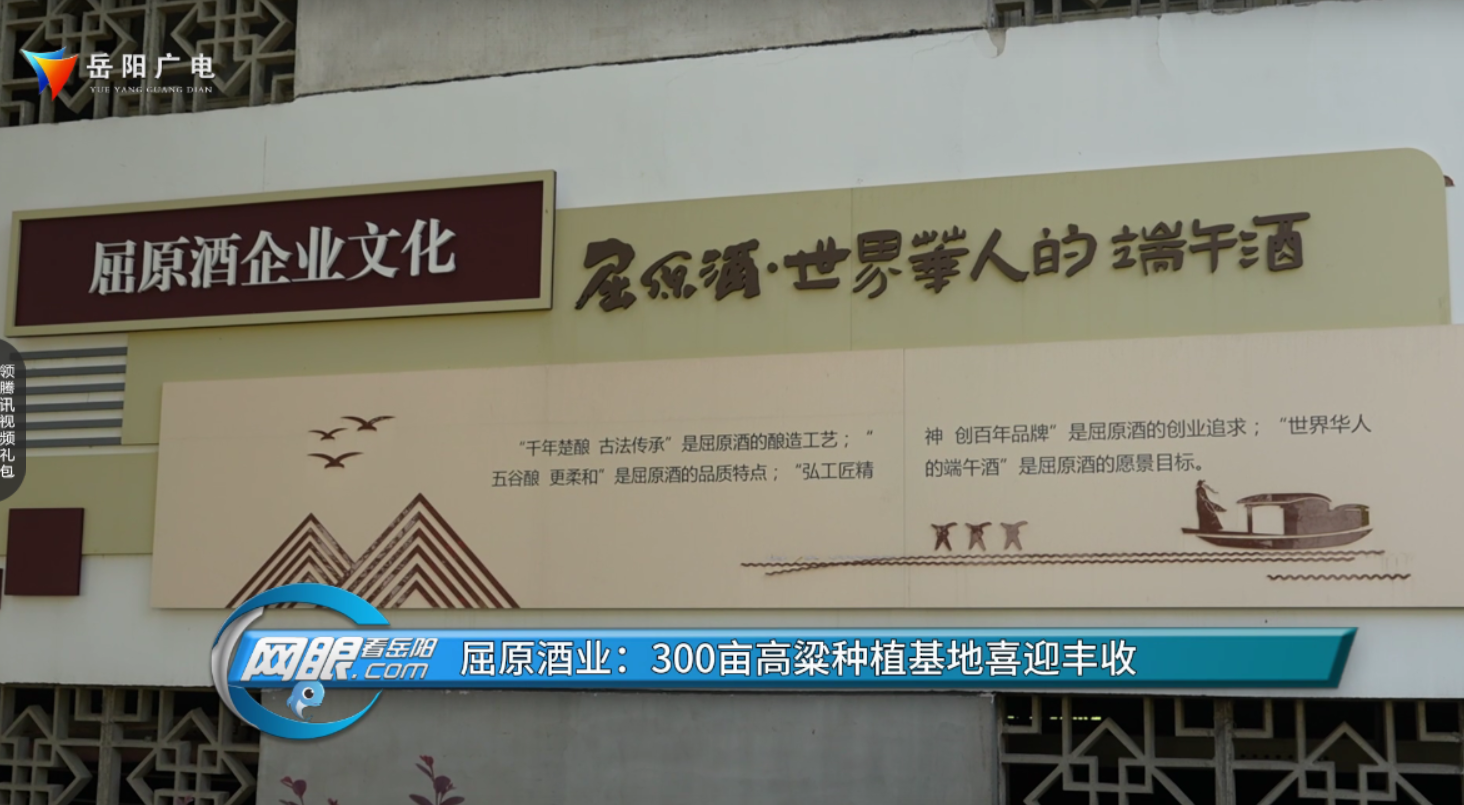 岳阳广电
YUE YANG GUANG DIAN
屈原酒企业文化
屈原酒·世界華人的端午酒
领腾讯视频礼包
“千年楚酿 古法传承”是屈原酒的酿造工艺；“
五谷酿 更柔和”是屈原酒的品质特点；“弘工匠精
神 创百年品牌”是屈原酒的创业追求；“世界华人
的端午酒”是屈原酒的愿景目标。
网眼看岳阳.com
屈原酒业：300亩高粱种植基地喜迎丰收